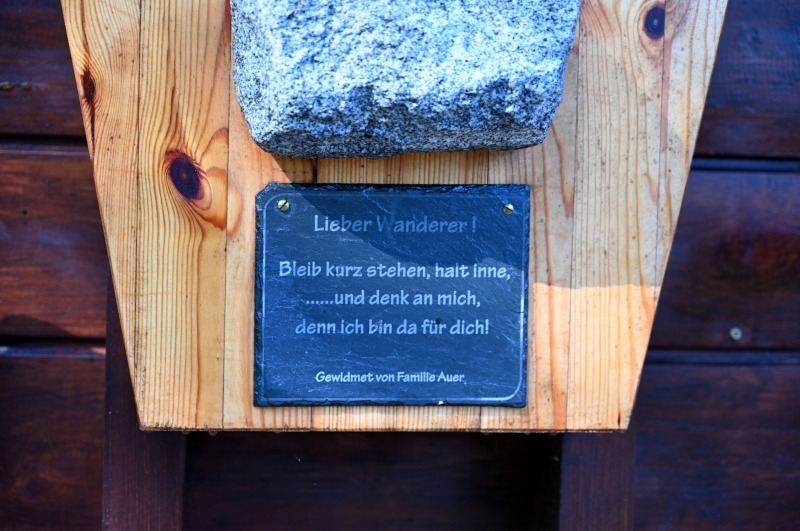 Lieber Wanderer !
Bleib kurz stehen, halt inne,
......und denk an mich,
denn ich bin da für dich!
Gewidmet von Familie Auer